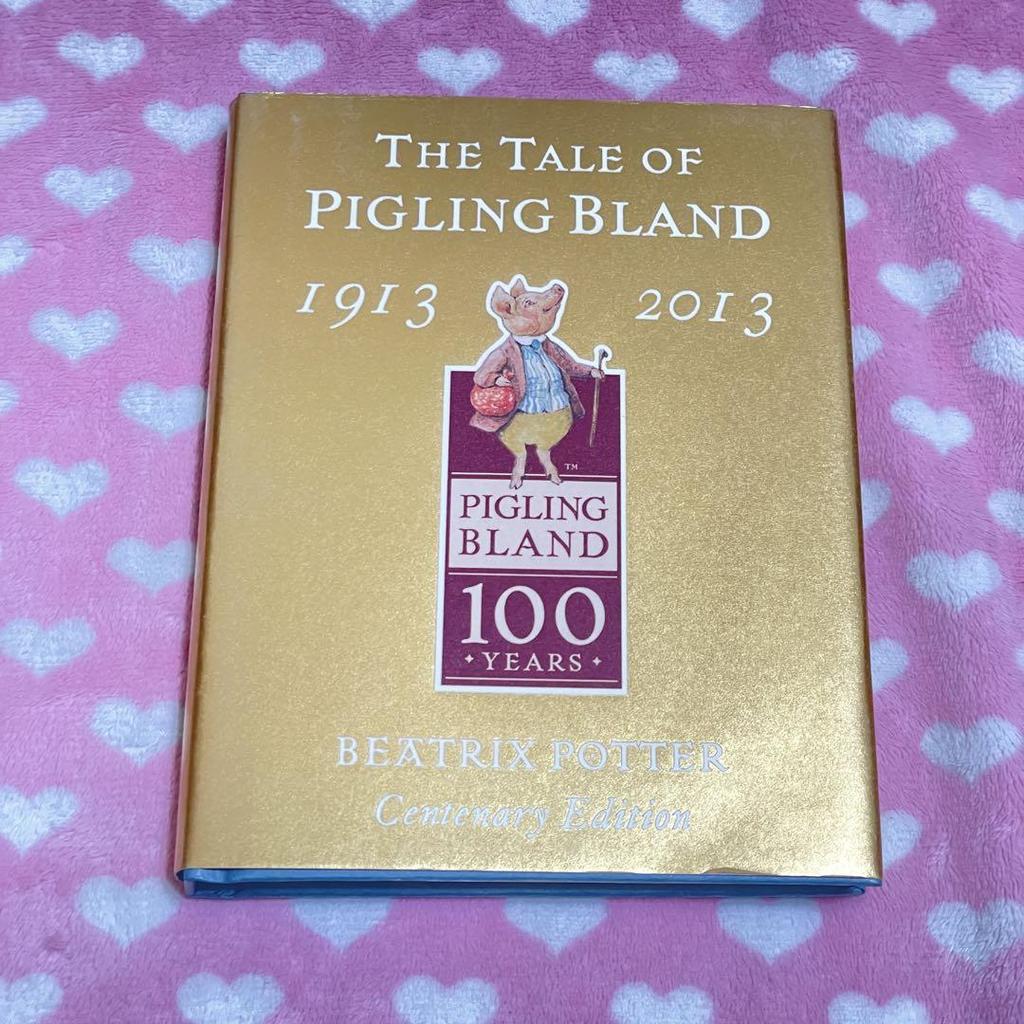 THE TALE OF
PIGLING BLAND
1913 2013
TM
PIGLING
BLAND
100
• YEARS •
BEATRIX POTTER
Centenary Edition